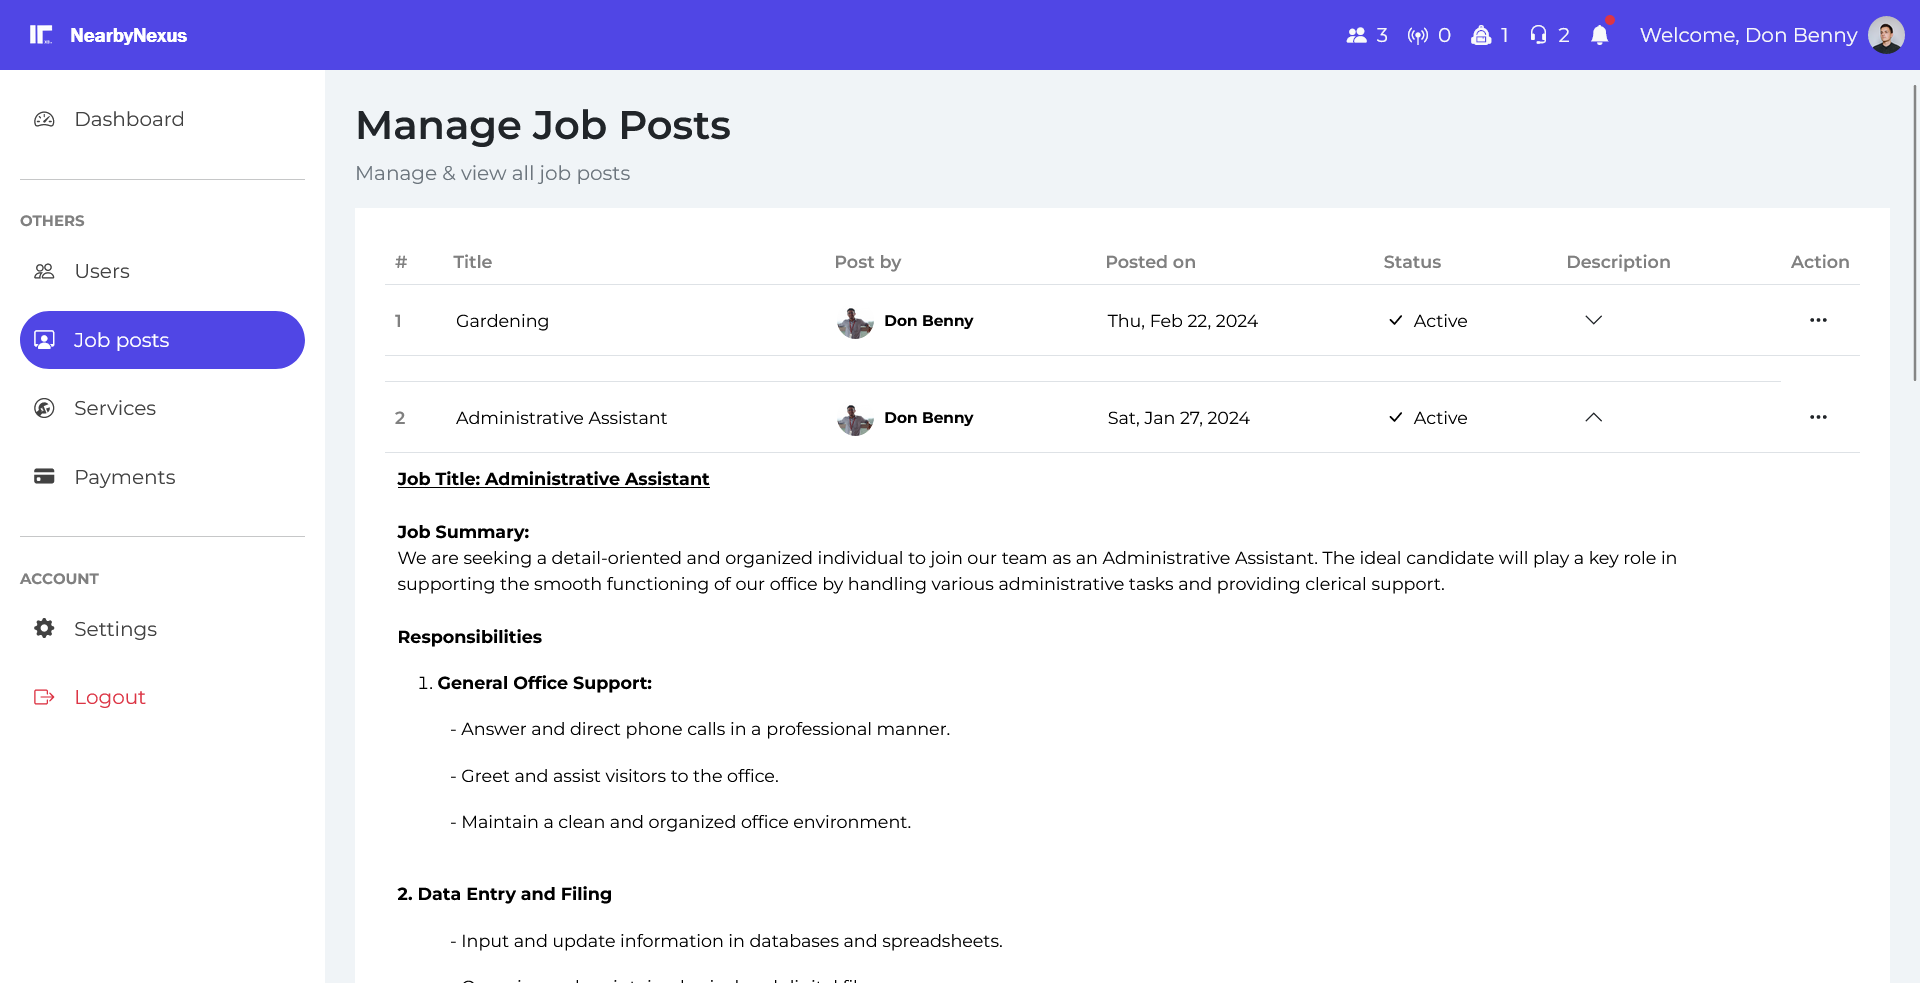 NearbyNexus
3 0 1 2 Welcome, Don Benny
Dashboard
OTHERS
Users
Job posts
Services
Payments
ACCOUNT
Settings
Logout
Manage Job Posts
Manage & view all job posts
# Title Post by Posted on Status Description Action
1 Gardening Don Benny Thu, Feb 22, 2024 Active
2 Administrative Assistant Don Benny Sat, Jan 27, 2024 Active
Job Title: Administrative Assistant
Job Summary:
We are seeking a detail-oriented and organized individual to join our team as an Administrative Assistant. The ideal candidate will play a key role in
supporting the smooth functioning of our office by handling various administrative tasks and providing clerical support.
Responsibilities
1. General Office Support:
- Answer and direct phone calls in a professional manner.
- Greet and assist visitors to the office.
- Maintain a clean and organized office environment.
2. Data Entry and Filing
- Input and update information in databases and spreadsheets.